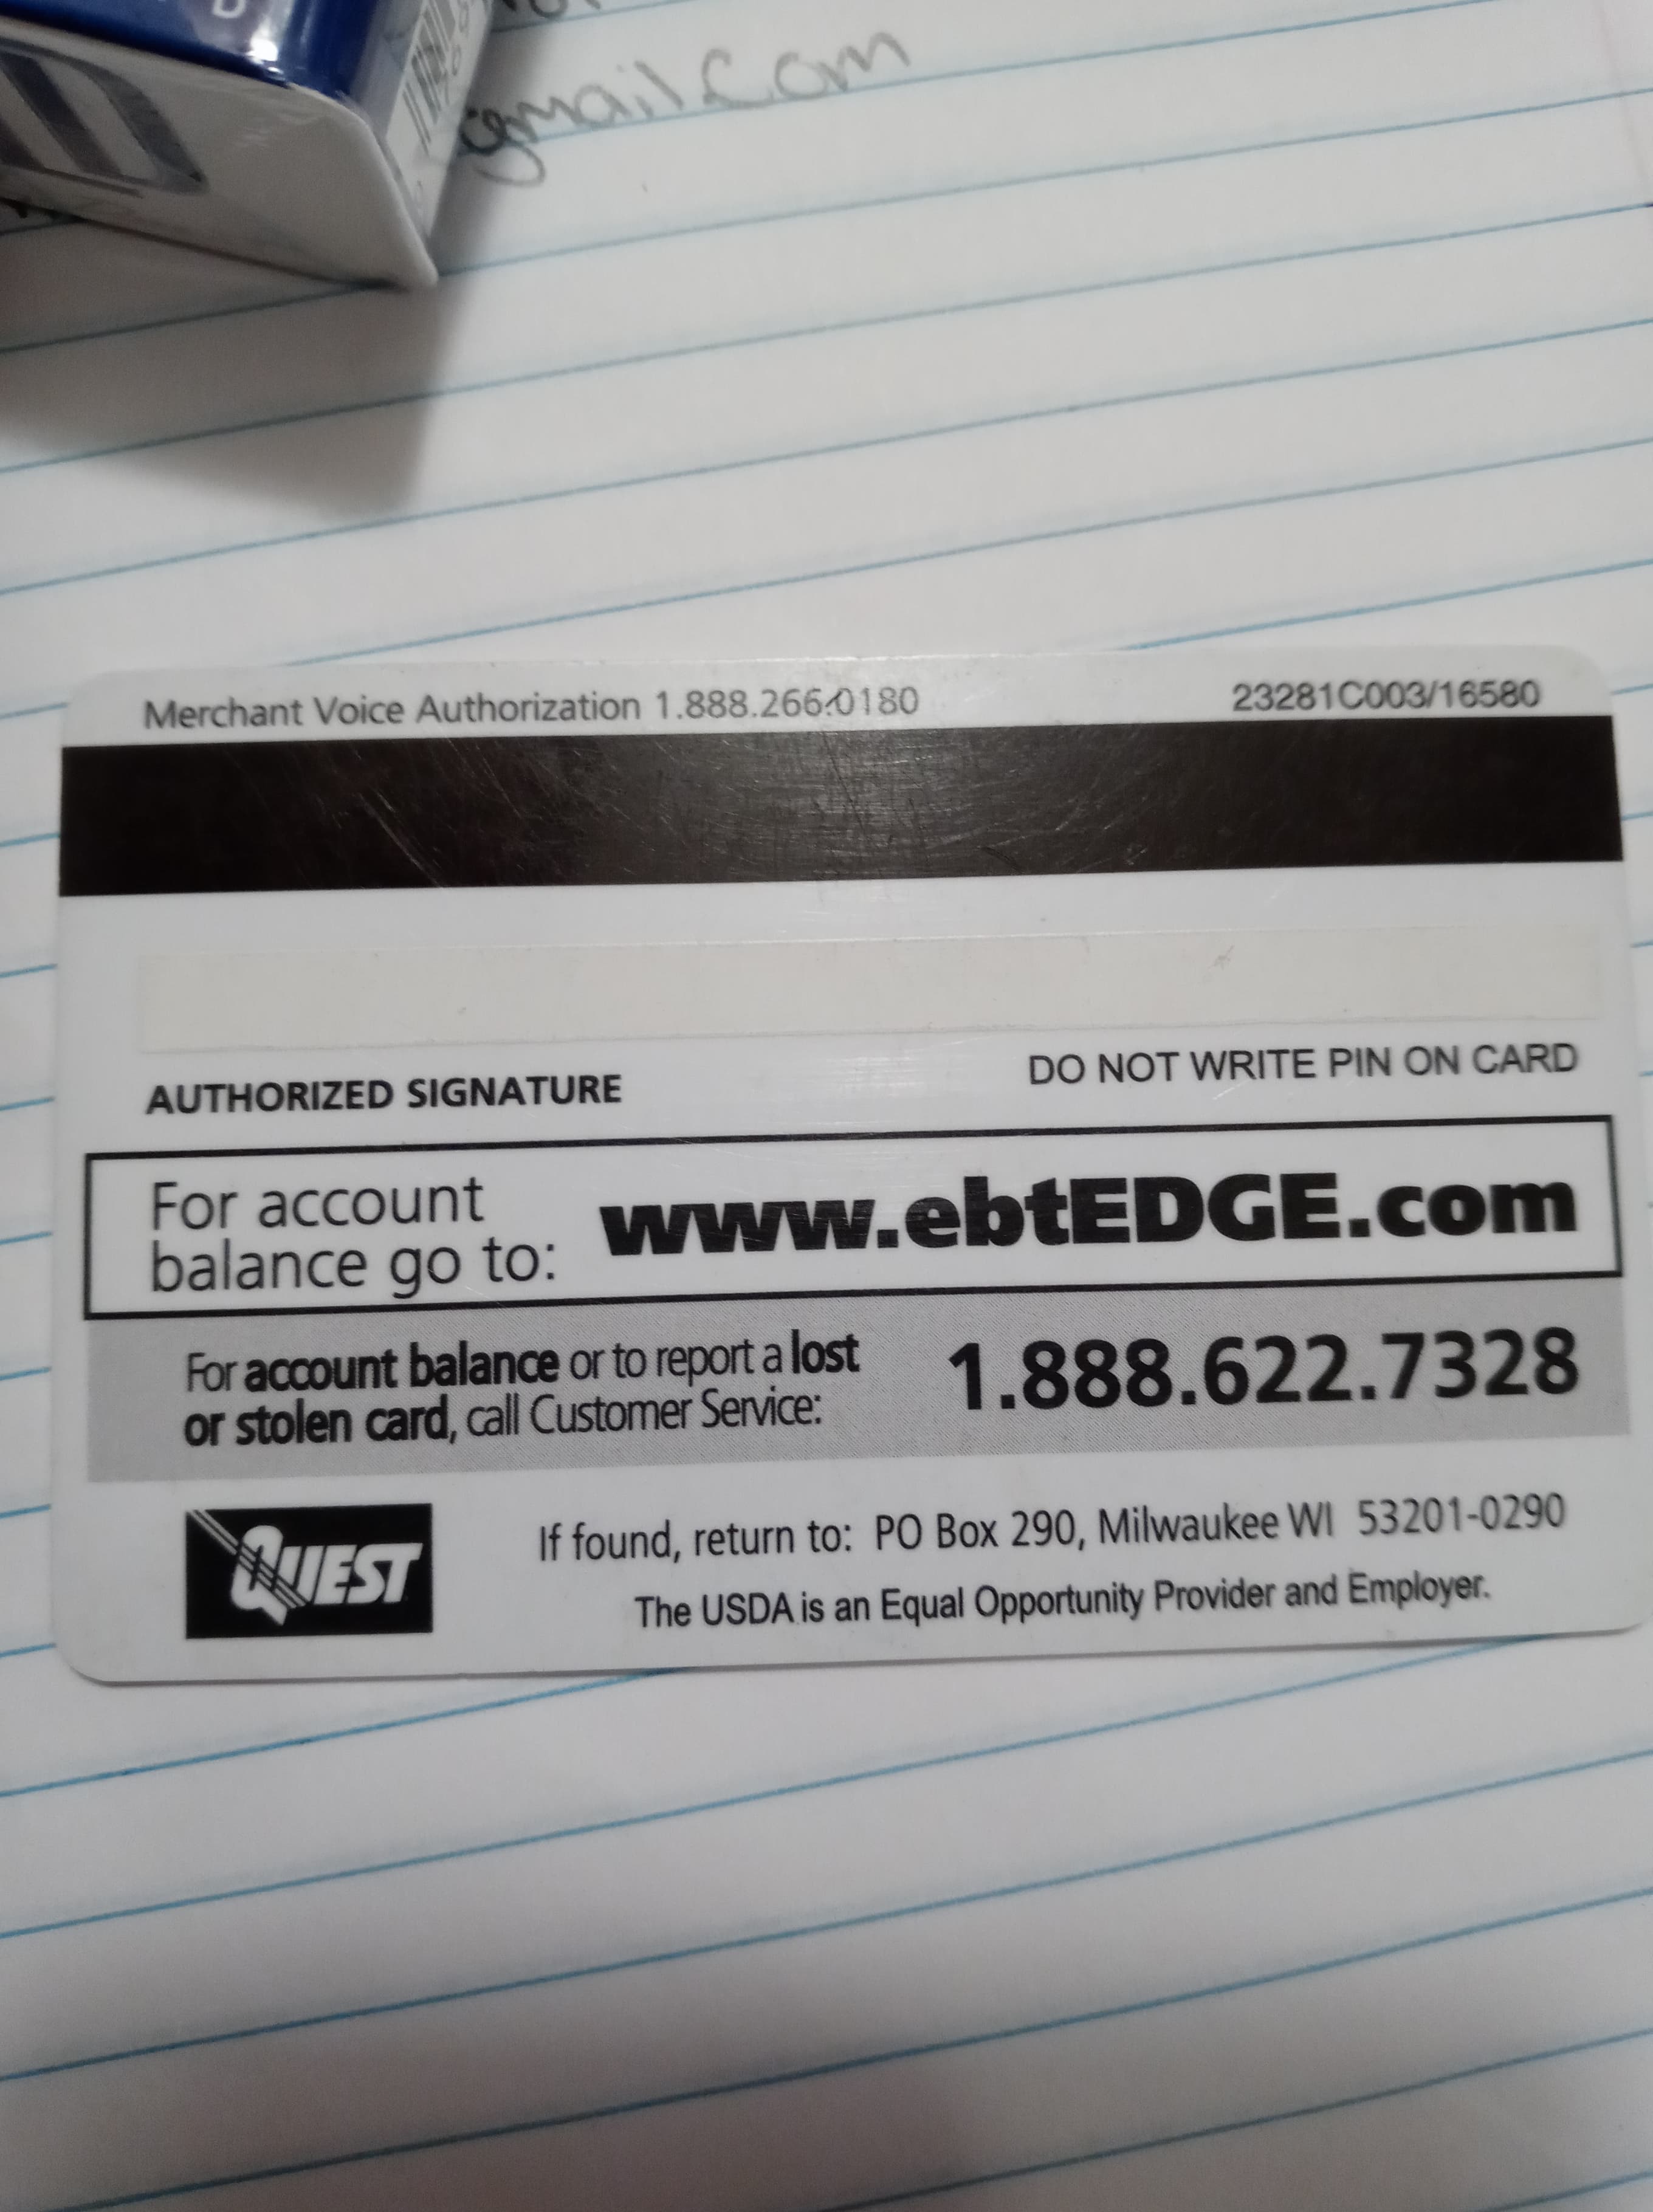 D
gmail.com
Merchant Voice Authorization 1.888.266.0180
23281C003/16580
AUTHORIZED SIGNATURE
DO NOT WRITE PIN ON CARD
For account
balance go to:
www.ebtEDGE.com
For account balance or to report a lost
or stolen card, call Customer Service:
1.888.622.7328
QUEST
If found, return to: PO Box 290, Milwaukee WI 53201-0290
The USDA is an Equal Opportunity Provider and Employer.